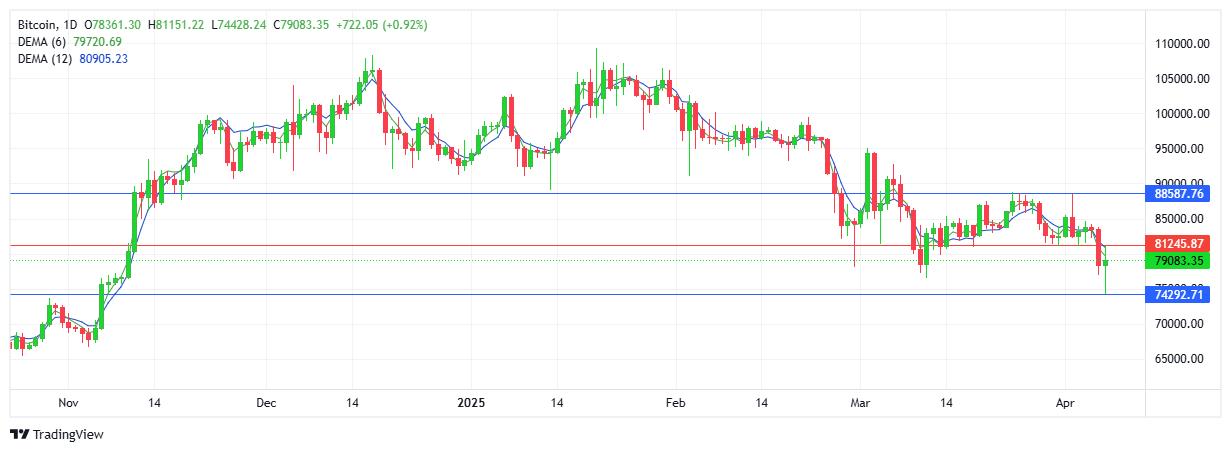 Bitcoin, 1D O78361.30 H81151.22 L74428.24 C79083.35 +722.05 (+0.92%)
DEMA (6) 79720.69
DEMA (12) 80905.23
110000.00
105000.00
100000.00
95000.00
90000.00
88587.76
85000.00
81245.87
79083.35
75000.00
74292.71
70000.00
65000.00
Nov 14 Dec 14 2025 14 Feb 14 Mar 14 Apr
TradingView